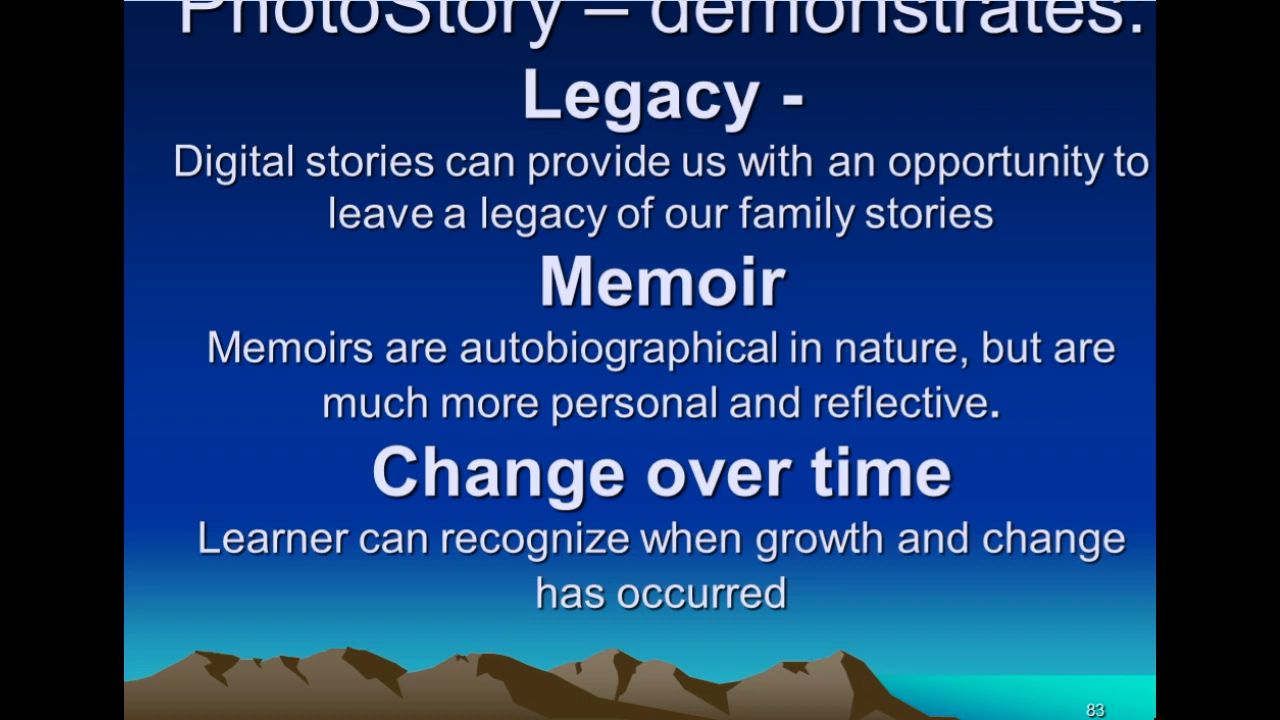 PhotoStory – demonstrates:
Legacy -
Digital stories can provide us with an opportunity to
leave a legacy of our family stories
Memoir
Memoirs are autobiographical in nature, but are
much more personal and reflective.
Change over time
Learner can recognize when growth and change
has occurred
83